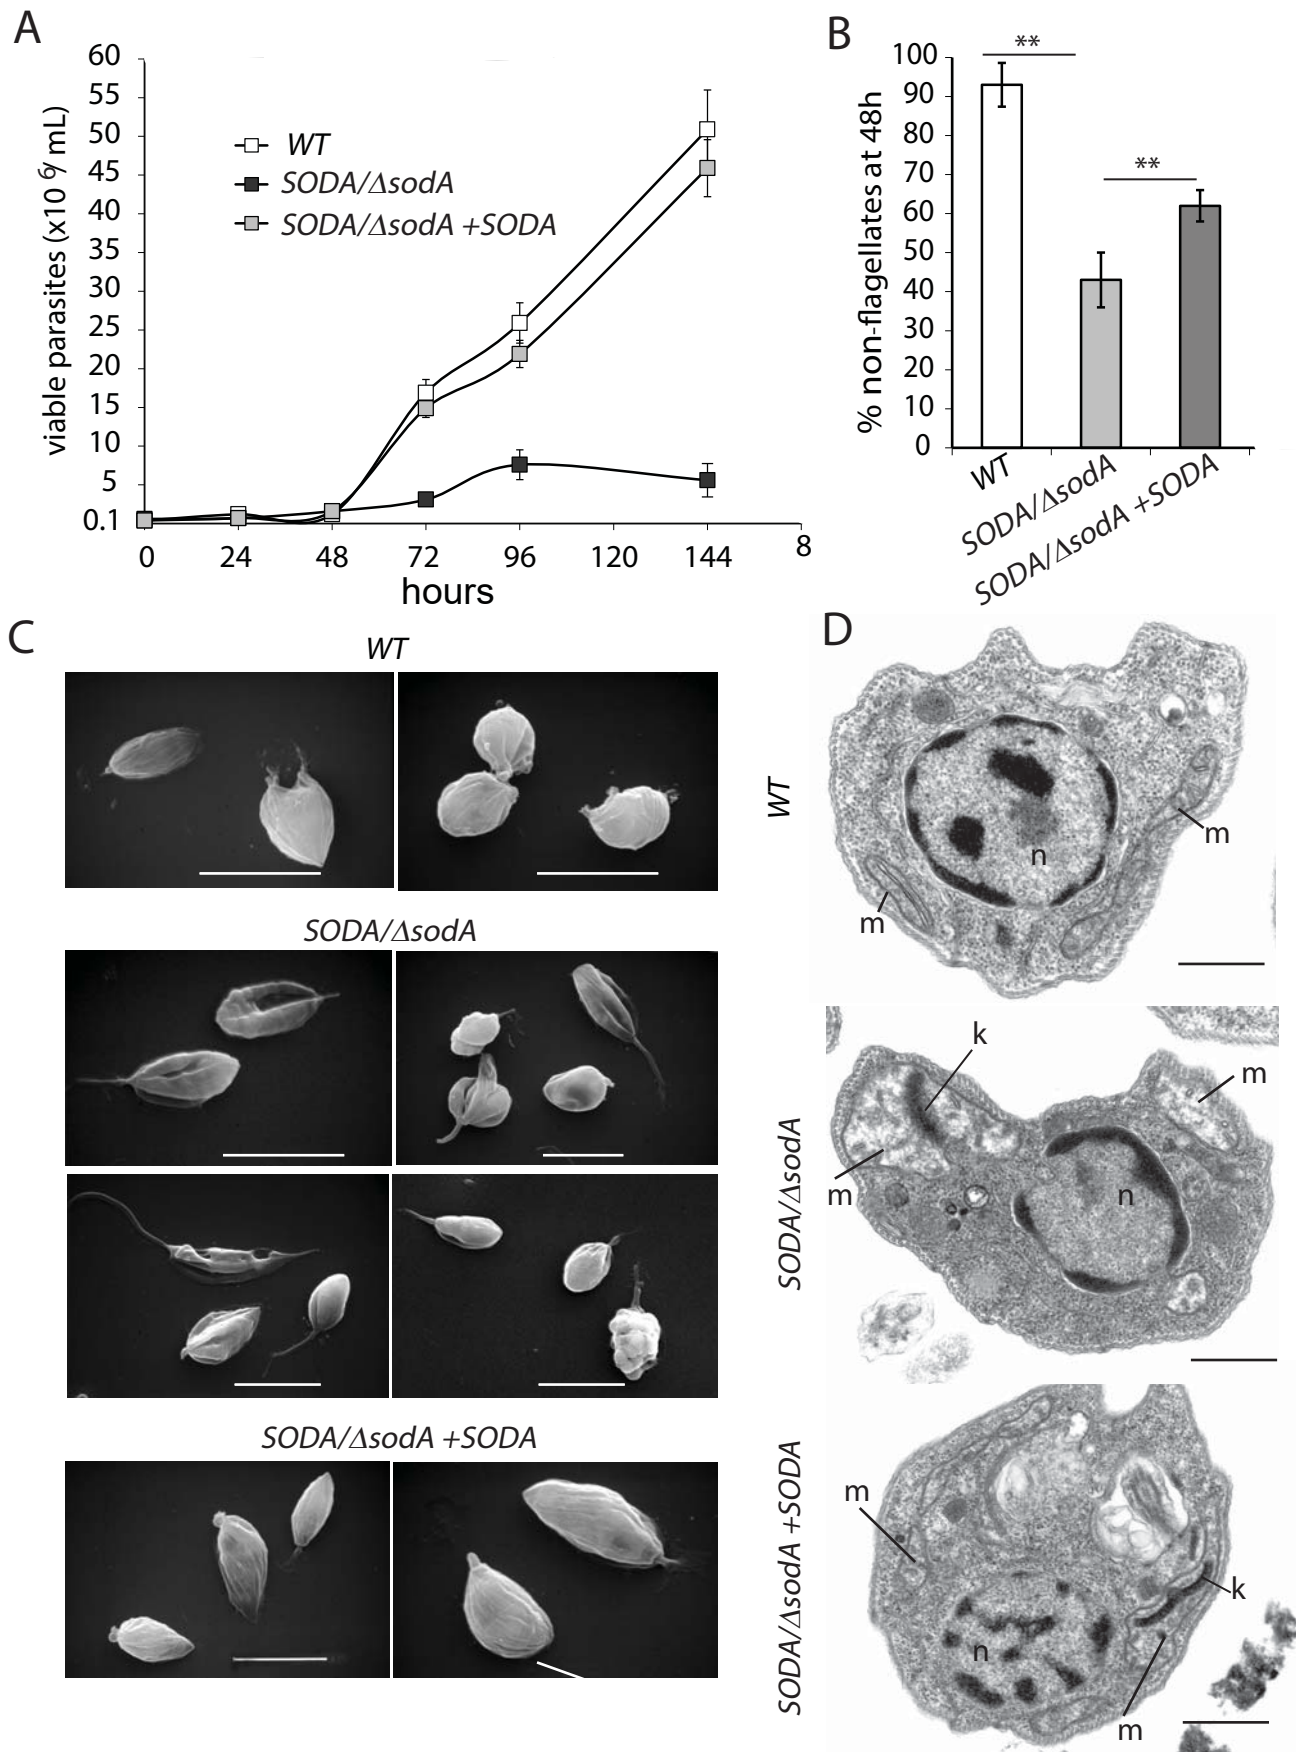 A
60
55
50
45
40
35
30
25
20
15
10
5
0.1
viable parasites (x10 6/ mL)
WT
SODA/ΔsodA
SODA/ΔsodA +SODA
0 24 48 72 96 120 144 8
hours
B
**
**
100
90
80
70
60
50
40
30
20
10
0
% non-flagellates at 48h
WT
SODA/ΔsodA
SODA/ΔsodA +SODA
C
WT
SODA/ΔsodA
SODA/ΔsodA +SODA
D
WT
n
m
m
SODA/ΔsodA
k
m
m
n
SODA/ΔsodA +SODA
m
k
n
m